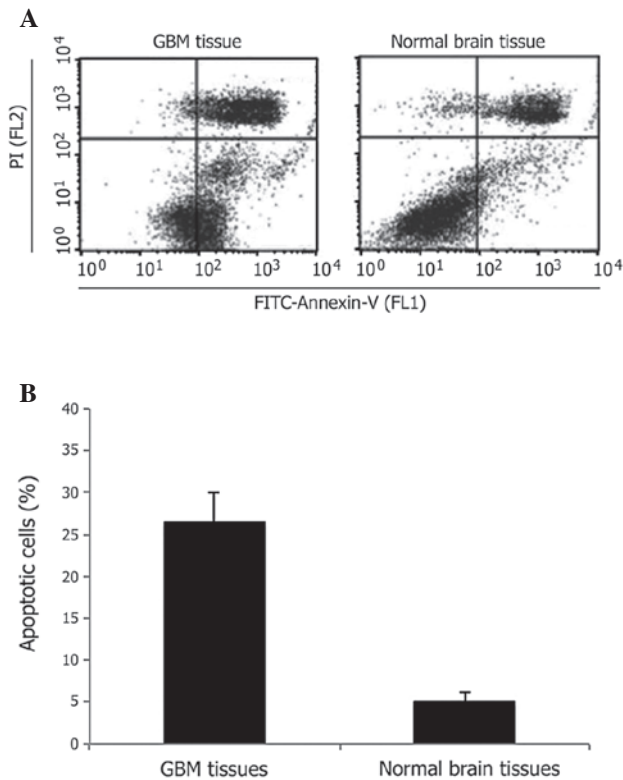 A
GBM tissue
Normal brain tissue
PI (FL2)
10^4
10^3
10^2
10^1
10^0
10^0 10^1 10^2 10^3 10^4
10^0 10^1 10^2 10^3 10^4
FITC-Annexin-V (FL1)
B
Apoptotic cells (%)
40
35
30
25
20
15
10
5
0
GBM tissues
Normal brain tissues